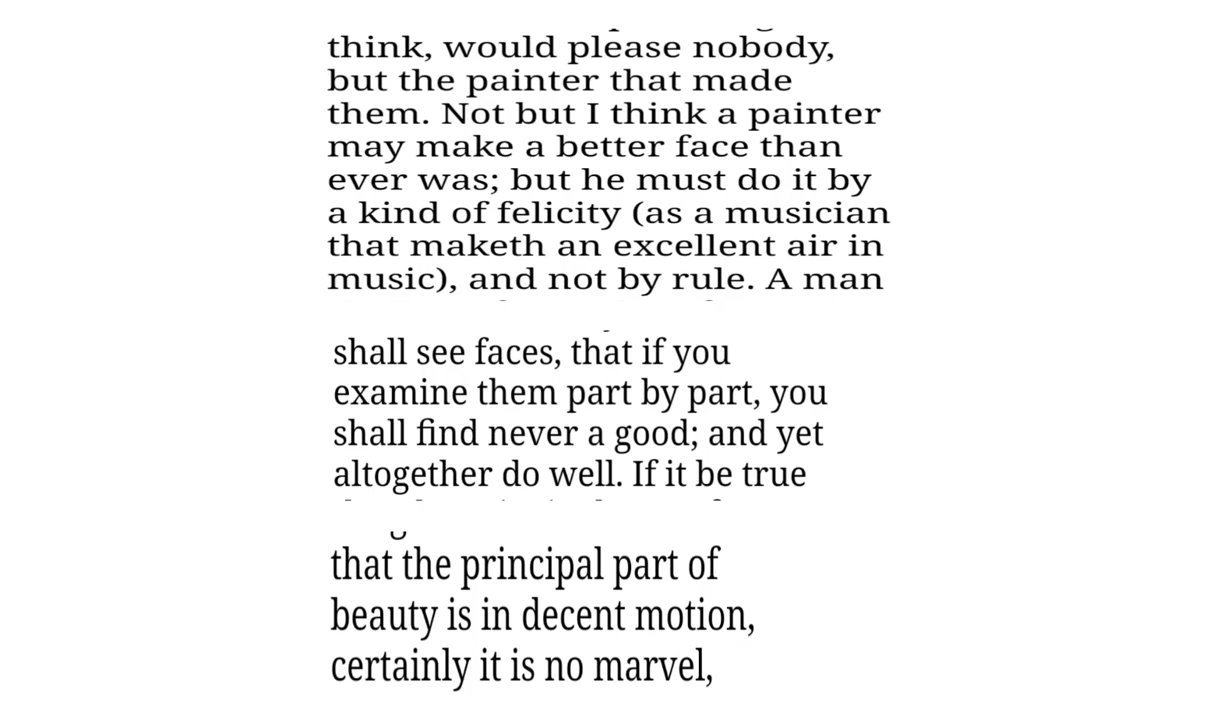 think, would please nobody,
but the painter that made
them. Not but I think a painter
may make a better face than
ever was; but he must do it by
a kind of felicity (as a musician
that maketh an excellent air in
music), and not by rule. A man
shall see faces, that if you
examine them part by part, you
shall find never a good; and yet
altogether do well. If it be true
that the principal part of
beauty is in decent motion,
certainly it is no marvel,